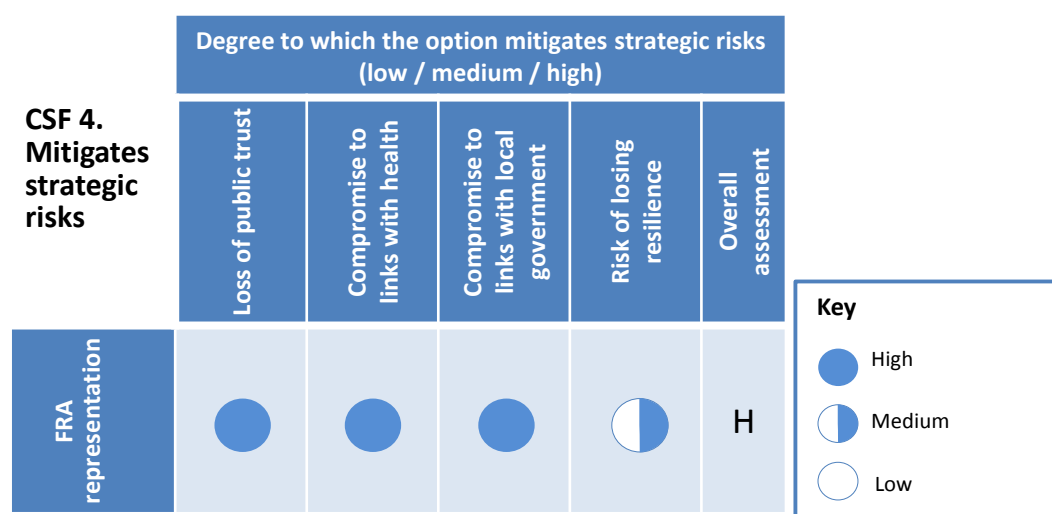 Degree to which the option mitigates strategic risks
(low / medium / high)
CSF 4.
Mitigates
strategic
risks
Loss of public trust
Compromise to
links with health
Compromise to
links with local
government
Risk of losing
resilience
Overall
assessment
FRA
representation
H
Key
High
Medium
Low